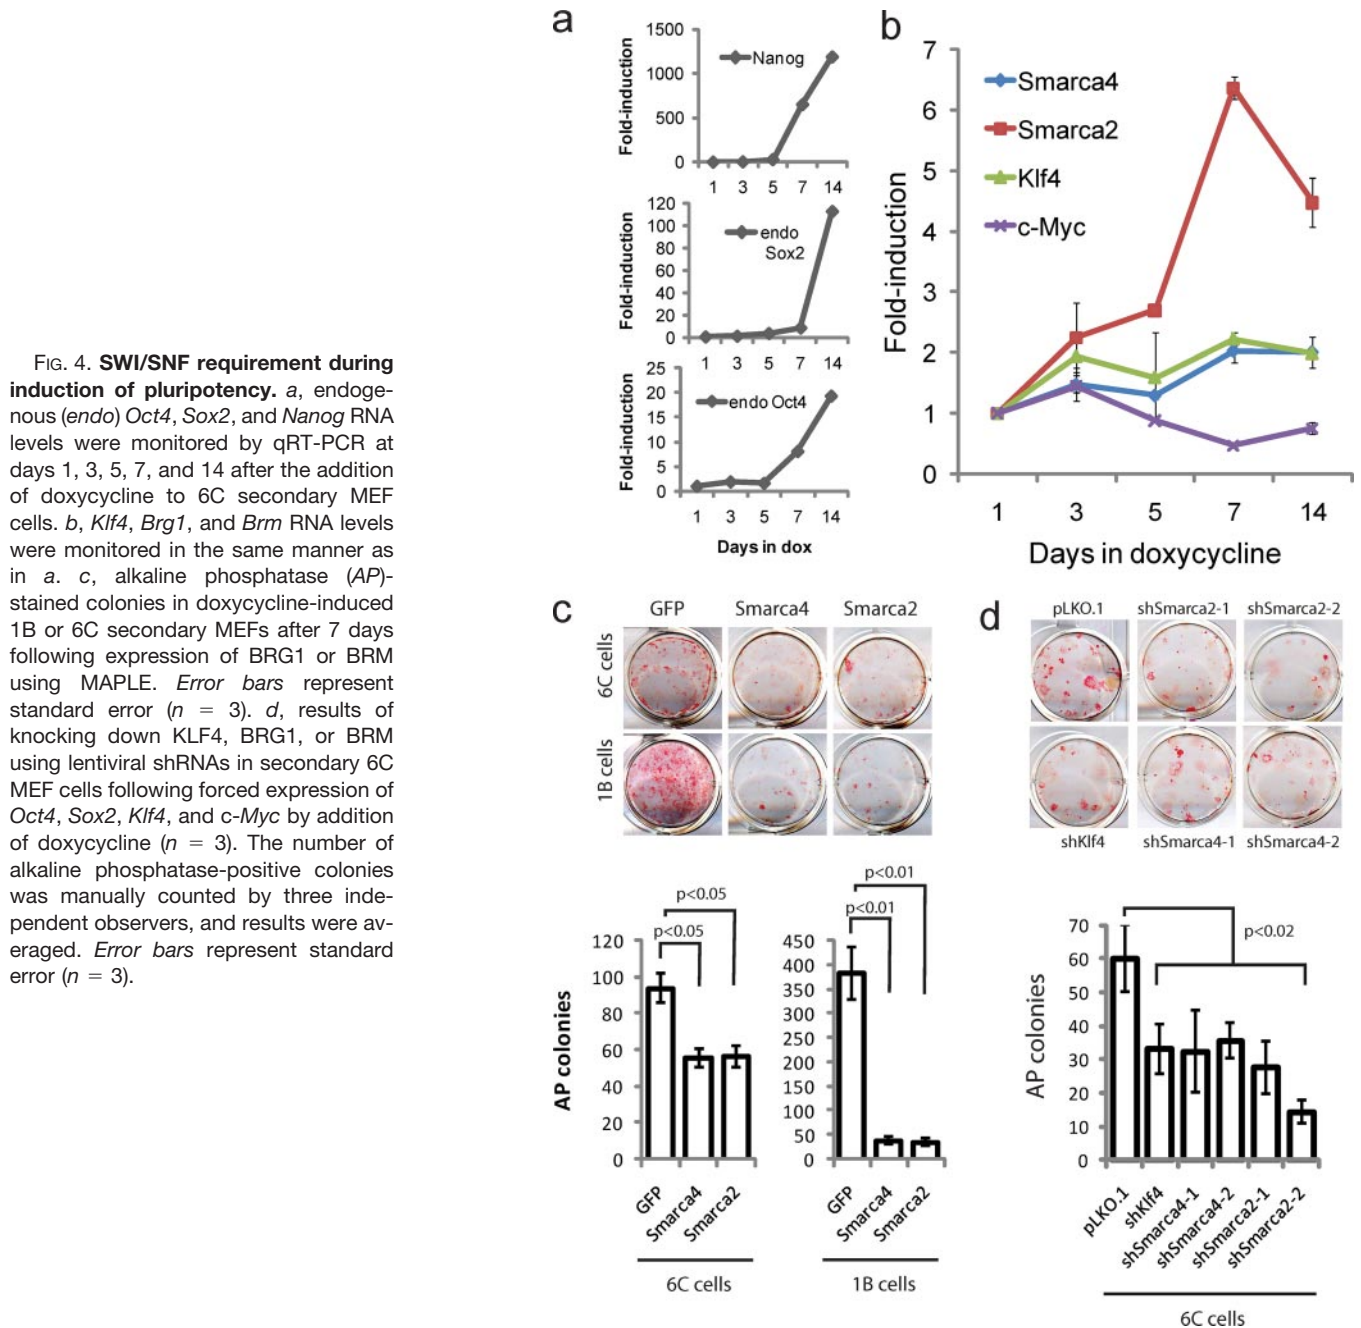 FIG. 4. SWI/SNF requirement during
induction of pluripotency. a, endoge-
nous (endo) Oct4, Sox2, and Nanog RNA
levels were monitored by qRT-PCR at
days 1, 3, 5, 7, and 14 after the addition
of doxycycline to 6C secondary MEF
cells. b, Klf4, Brg1, and Brm RNA levels
were monitored in the same manner as
in a. c, alkaline phosphatase (AP)-
stained colonies in doxycycline-induced
1B or 6C secondary MEFs after 7 days
following expression of BRG1 or BRM
using MAPLE. Error bars represent
standard error (n = 3). d, results of
knocking down KLF4, BRG1, or BRM
using lentiviral shRNAs in secondary 6C
MEF cells following forced expression of
Oct4, Sox2, Klf4, and c-Myc by addition
of doxycycline (n = 3). The number of
alkaline phosphatase-positive colonies
was manually counted by three inde-
pendent observers, and results were av-
eraged. Error bars represent standard
error (n = 3).
a
Fold-induction
1500
1000
500
0
Nanog
1 3 5 7 14
Fold-induction
120
100
80
60
40
20
0
endo
Sox2
1 3 5 7 14
Fold-induction
25
20
15
10
5
0
endo Oct4
1 3 5 7 14
Days in dox
b
Fold-induction
7
6
5
4
3
2
1
0
Smarca4
Smarca2
Klf4
c-Myc
1 3 5 7 14
Days in doxycycline
c
GFP Smarca4 Smarca2
6C cells
1B cells
AP colonies
120
100
80
60
40
20
0
p<0.05
p<0.05
GFP
Smarca4
Smarca2
6C cells
450
400
350
300
250
200
150
100
50
0
p<0.01
p<0.01
GFP
Smarca4
Smarca2
1B cells
d
pLKO.1 shSmarca2-1 shSmarca2-2
shKlf4 shSmarca4-1 shSmarca4-2
AP colonies
70
60
50
40
30
20
10
0
p<0.02
pLKO.1
shKlf4
shSmarca4-1
shSmarca4-2
shSmarca2-1
shSmarca2-2
6C cells